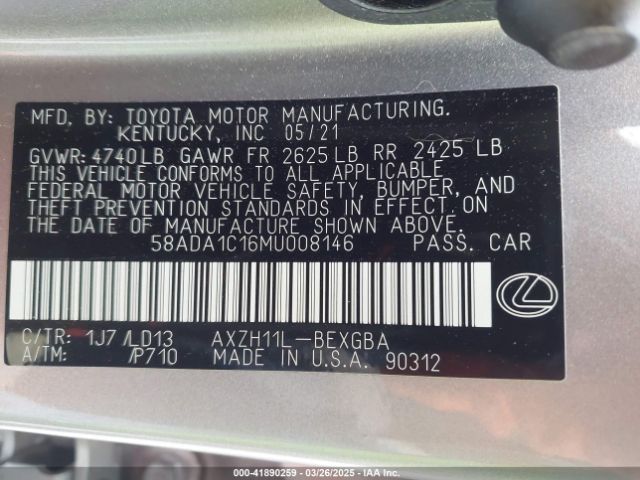 MFD. BY: TOYOTA MOTOR MANUFACTURING.
KENTUCKY, INC 05/21
GVWR: 4740LB GAWR FR 2625LB RR 2425 LB
THIS VEHICLE CONFORMS TO ALL APPLICABLE
FEDERAL MOTOR VEHICLE SAFETY, BUMPER, AND
THEFT PREVENTION STANDARDS IN EFFECT ON
THE DATE OF MANUFACTURE SHOWN ABOVE.
58ADA1C16MU008146 PASS. CAR
C/TR: 1J7 /LD13 AXZH11L-BEXGBA
A/TM: /P710 MADE IN U.S.A. 90312
000-41890259 | 03/26/2025 | IAA Inc.